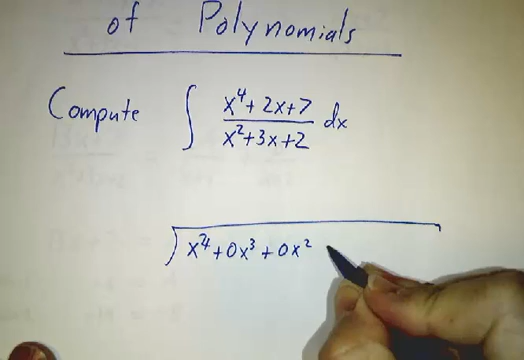 of Polynomials
Compute ∫ (x⁴ + 2x + 7)/(x² + 3x + 2) dx
)x⁴ + 0x³ + 0x²